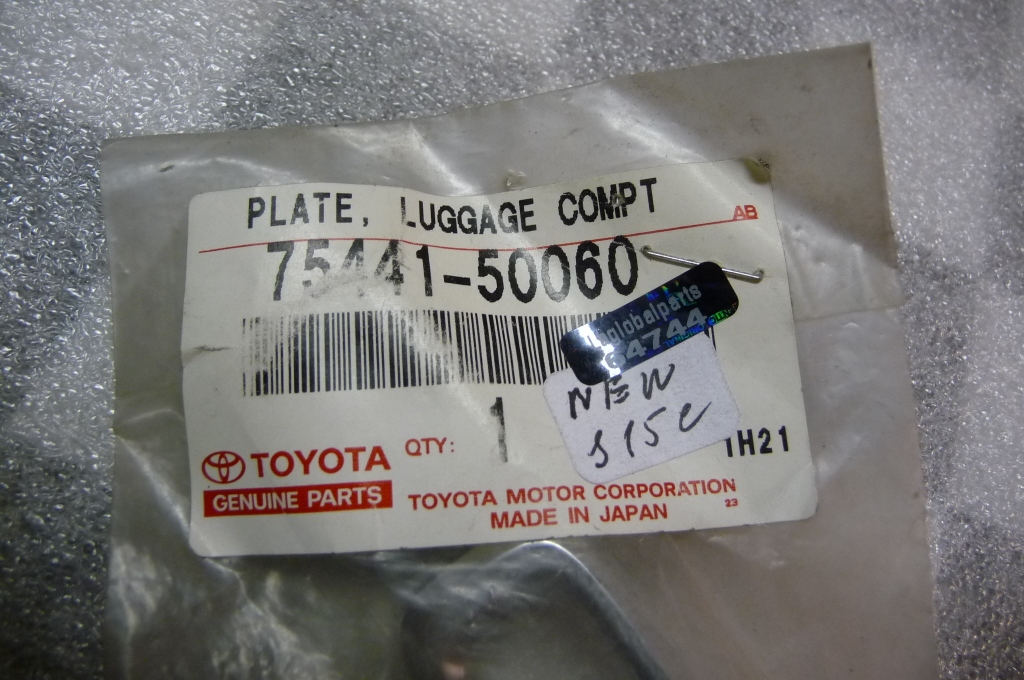 PLATE, LUGGAGE COMPT
AB
75441-50060
globalparts
64744
NEW
S15c
1
QTY:
1H21
TOYOTA
GENUINE PARTS
TOYOTA MOTOR CORPORATION
MADE IN JAPAN
23